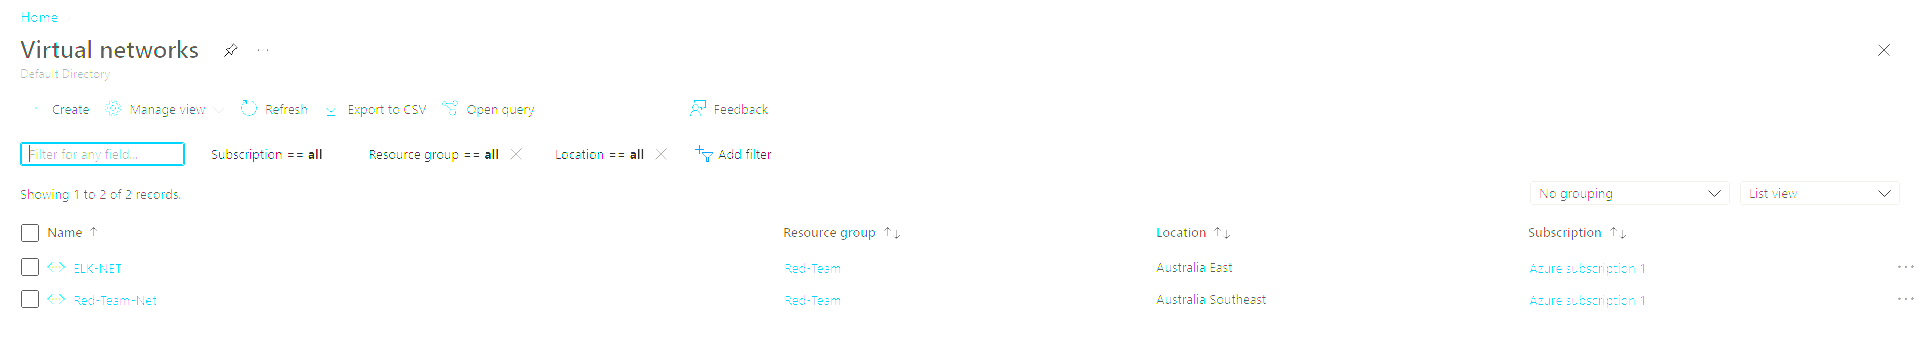 Home
Virtual networks
Default Directory
Create Manage view Refresh Export to CSV Open query Feedback
Filter for any field... Subscription == all Resource group == all Location == all Add filter
Showing 1 to 2 of 2 records. No grouping List view
Name Resource group Location Subscription
ELK-NET Red-Team Australia East Azure subscription 1
Red-Team-Net Red-Team Australia Southeast Azure subscription 1